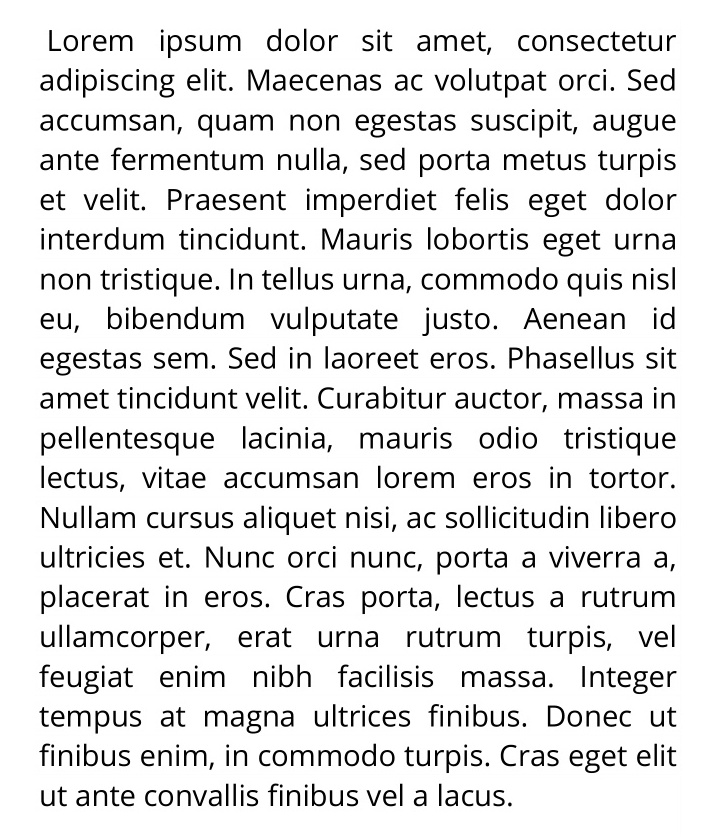 Lorem ipsum dolor sit amet, consectetur
adipiscing elit. Maecenas ac volutpat orci. Sed
accumsan, quam non egestas suscipit, augue
ante fermentum nulla, sed porta metus turpis
et velit. Praesent imperdiet felis eget dolor
interdum tincidunt. Mauris lobortis eget urna
non tristique. In tellus urna, commodo quis nisl
eu, bibendum vulputate justo. Aenean id
egestas sem. Sed in laoreet eros. Phasellus sit
amet tincidunt velit. Curabitur auctor, massa in
pellentesque lacinia, mauris odio tristique
lectus, vitae accumsan lorem eros in tortor.
Nullam cursus aliquet nisi, ac sollicitudin libero
ultricies et. Nunc orci nunc, porta a viverra a,
placerat in eros. Cras porta, lectus a rutrum
ullamcorper, erat urna rutrum turpis, vel
feugiat enim nibh facilisis massa. Integer
tempus at magna ultrices finibus. Donec ut
finibus enim, in commodo turpis. Cras eget elit
ut ante convallis finibus vel a lacus.